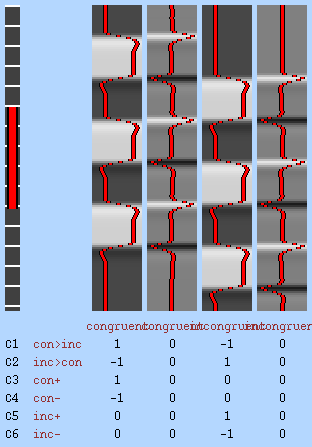 congruent congruent incongruent
C1 con>inc 1 0 -1 0
C2 inc>con -1 0 1 0
C3 con+ 1 0 0 0
C4 con- -1 0 0 0
C5 inc+ 0 0 1 0
C6 inc- 0 0 -1 0